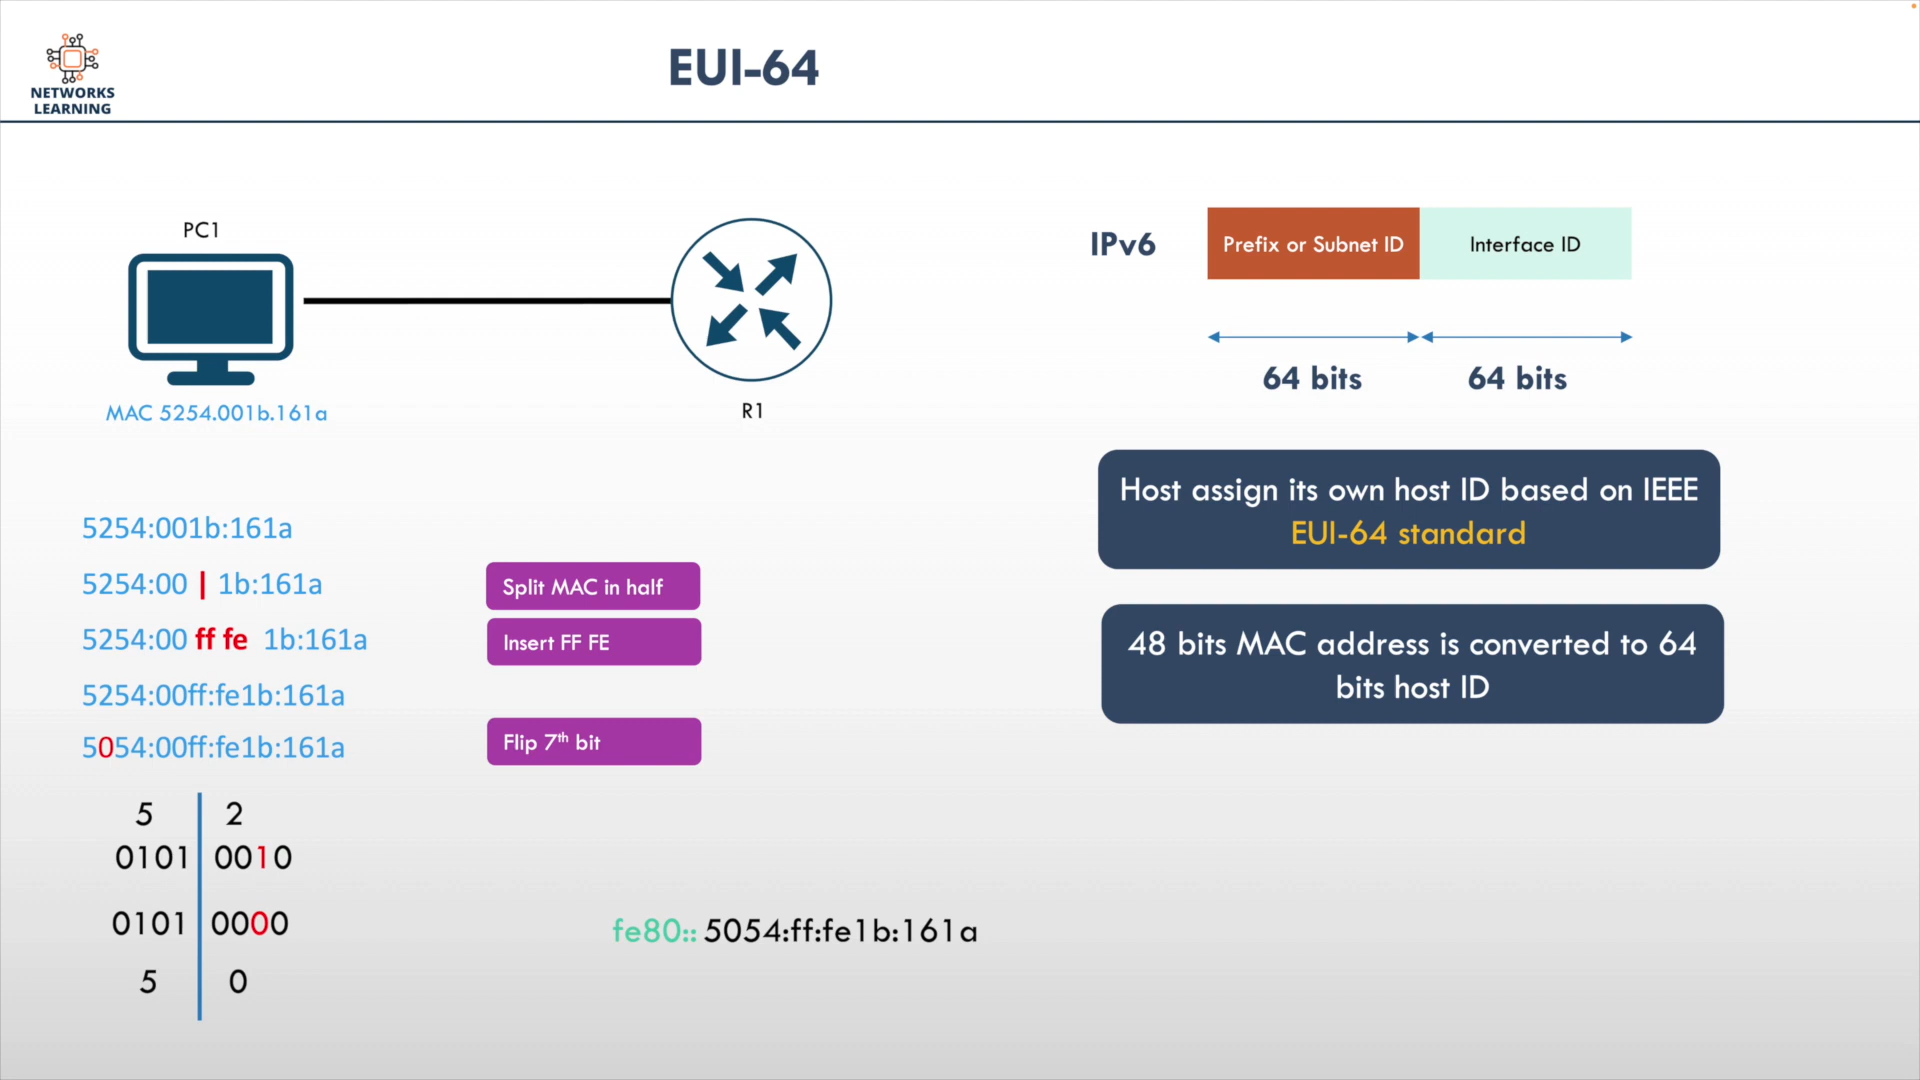 NETWORKS
LEARNING
EUI-64
PC1
MAC 5254.001b.161a
R1
IPv6
Prefix or Subnet ID
Interface ID
64 bits
64 bits
Host assign its own host ID based on IEEE
EUI-64 standard
48 bits MAC address is converted to 64
bits host ID
5254:001b:161a
5254:00 | 1b:161a
Split MAC in half
5254:00 ff fe 1b:161a
Insert FF FE
5254:00ff:fe1b:161a
5054:00ff:fe1b:161a
Flip 7th bit
5 2
0101 0010
0101 0000
5 0
fe80:: 5054:ff:fe1b:161a